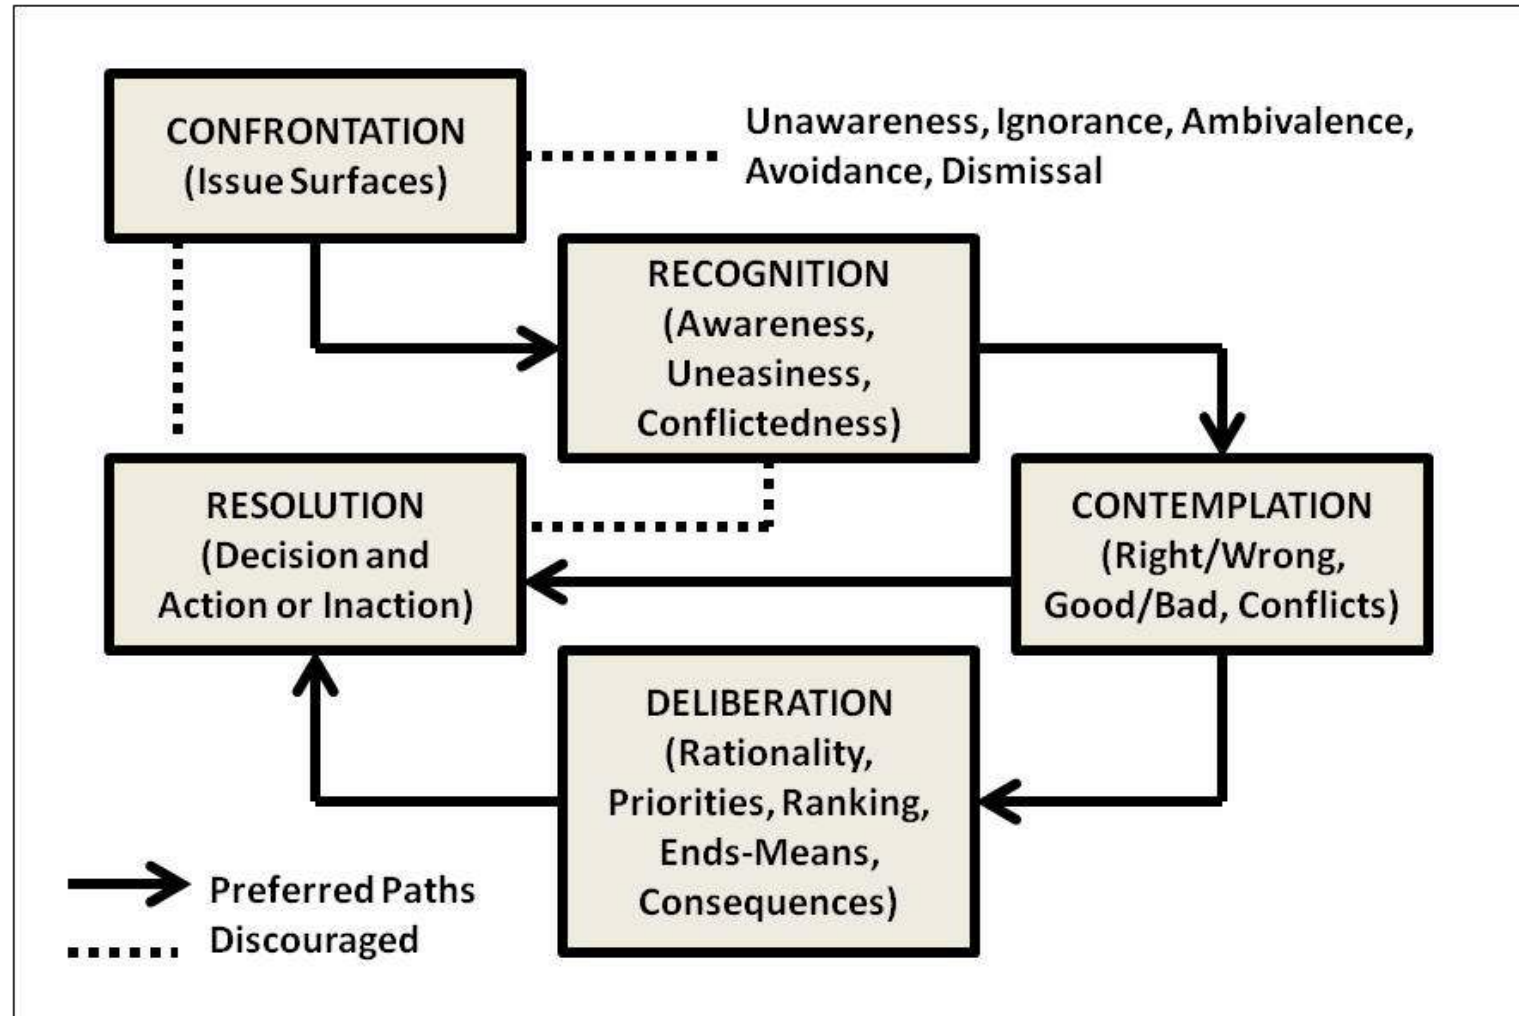 CONFRONTATION
(Issue Surfaces)
Unawareness, Ignorance, Ambivalence,
Avoidance, Dismissal
RECOGNITION
(Awareness,
Uneasiness,
Conflictedness)
RESOLUTION
(Decision and
Action or Inaction)
CONTEMPLATION
(Right/Wrong,
Good/Bad, Conflicts)
DELIBERATION
(Rationality,
Priorities, Ranking,
Ends-Means,
Consequences)
Preferred Paths
Discouraged